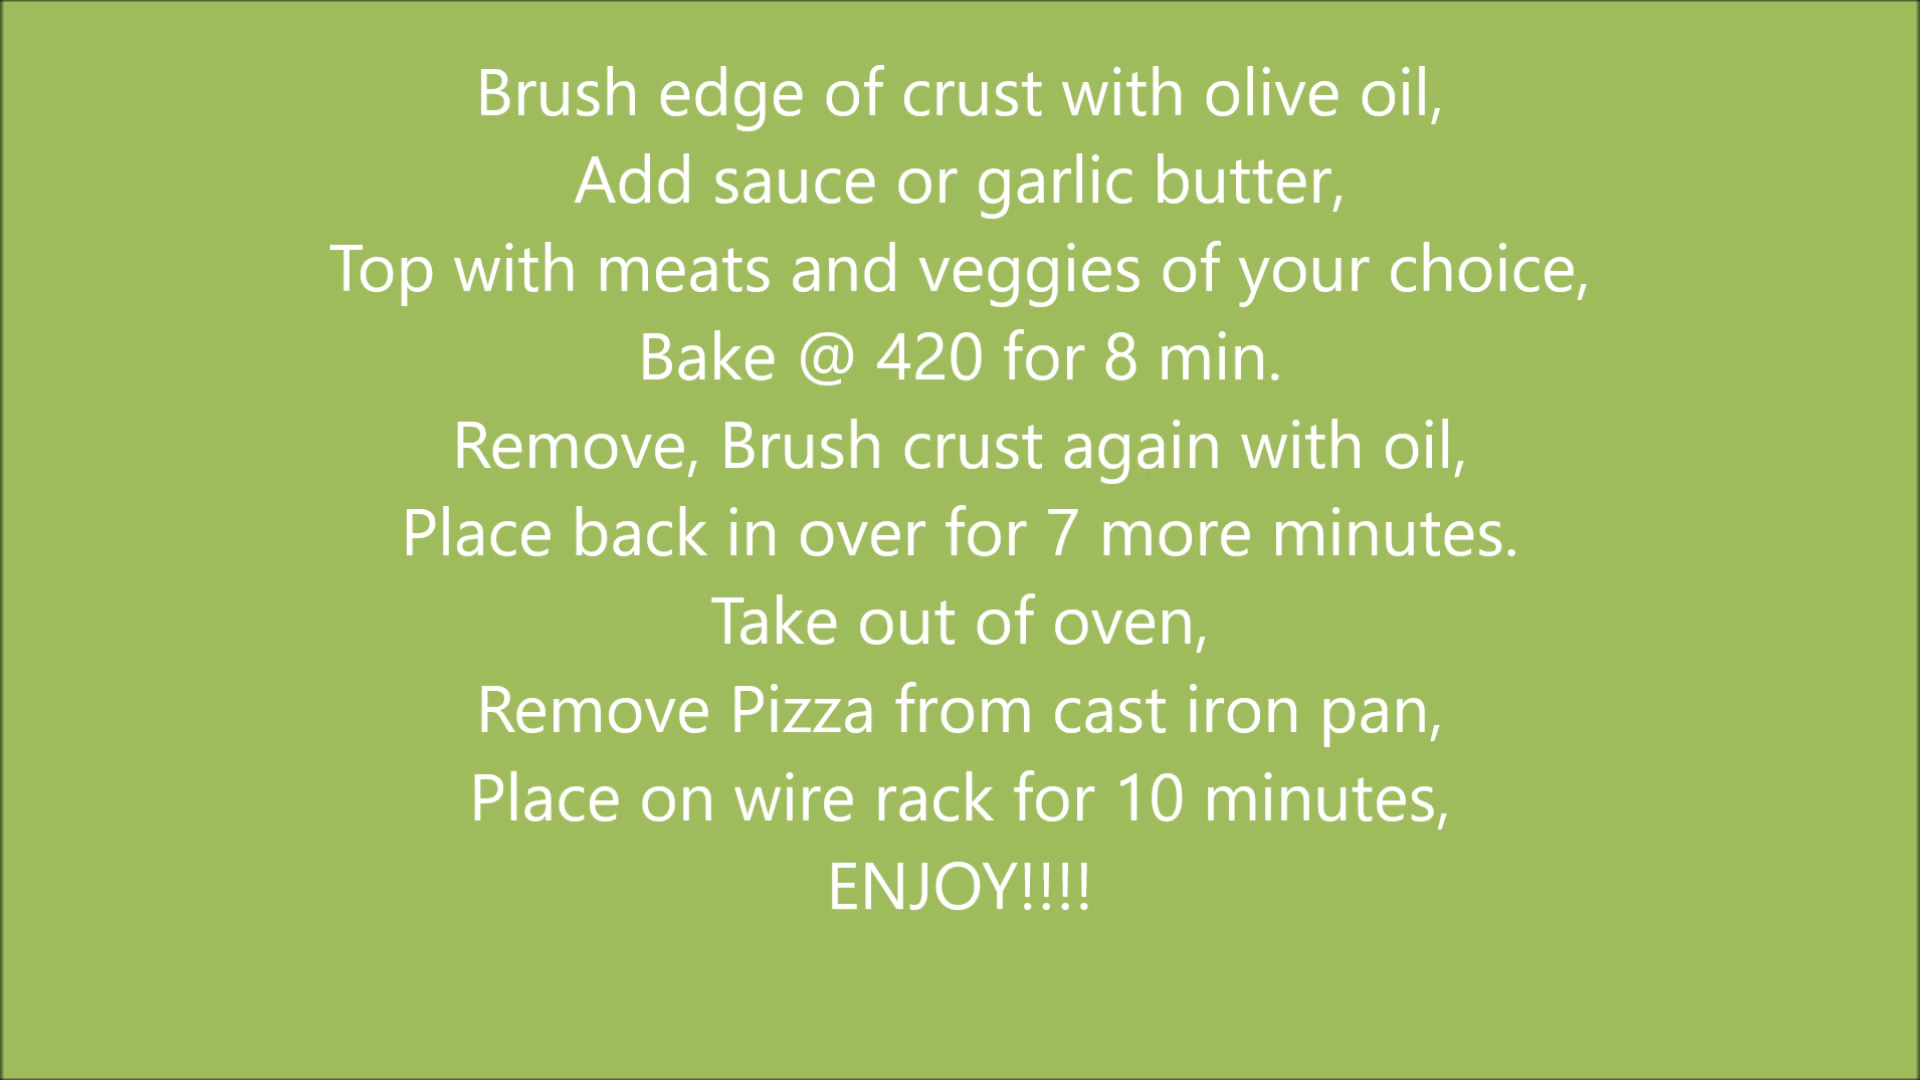 Brush edge of crust with olive oil,
Add sauce or garlic butter,
Top with meats and veggies of your choice,
Bake @ 420 for 8 min.
Remove, Brush crust again with oil,
Place back in over for 7 more minutes.
Take out of oven,
Remove Pizza from cast iron pan,
Place on wire rack for 10 minutes,
ENJOY!!!!